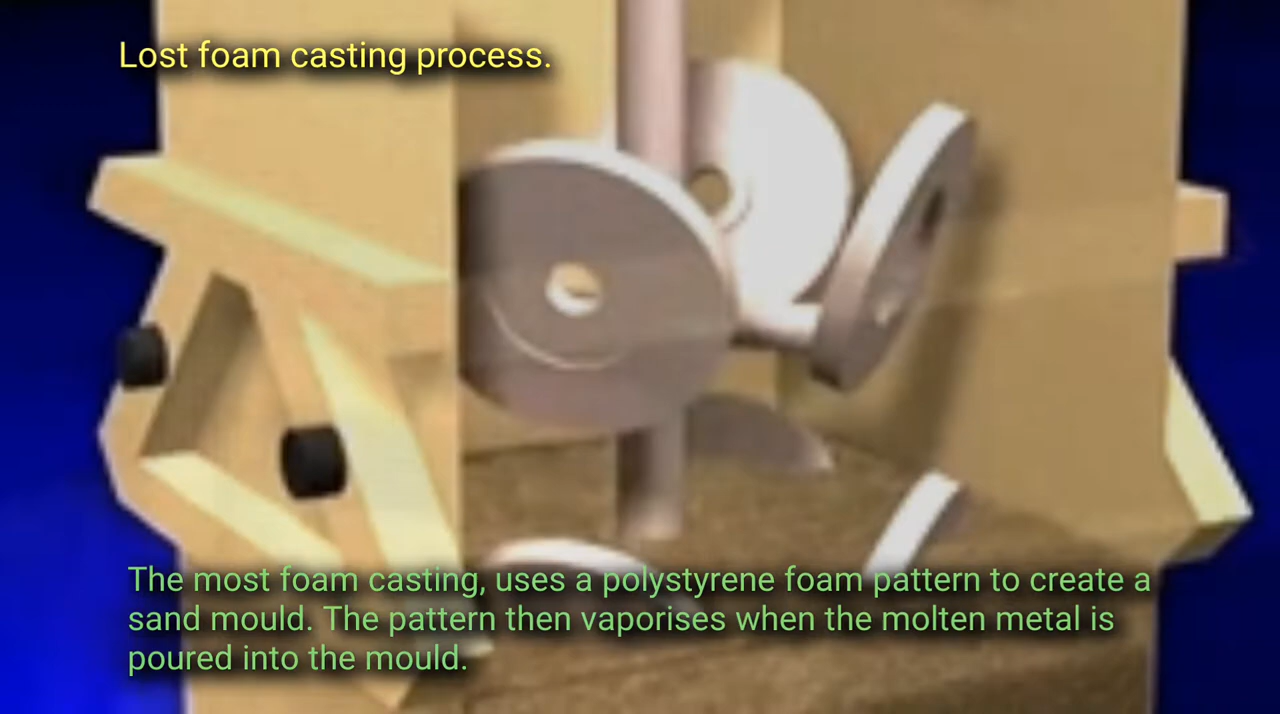 Lost foam casting process.
The most foam casting, uses a polystyrene foam pattern to create a
sand mould. The pattern then vaporises when the molten metal is
poured into the mould.